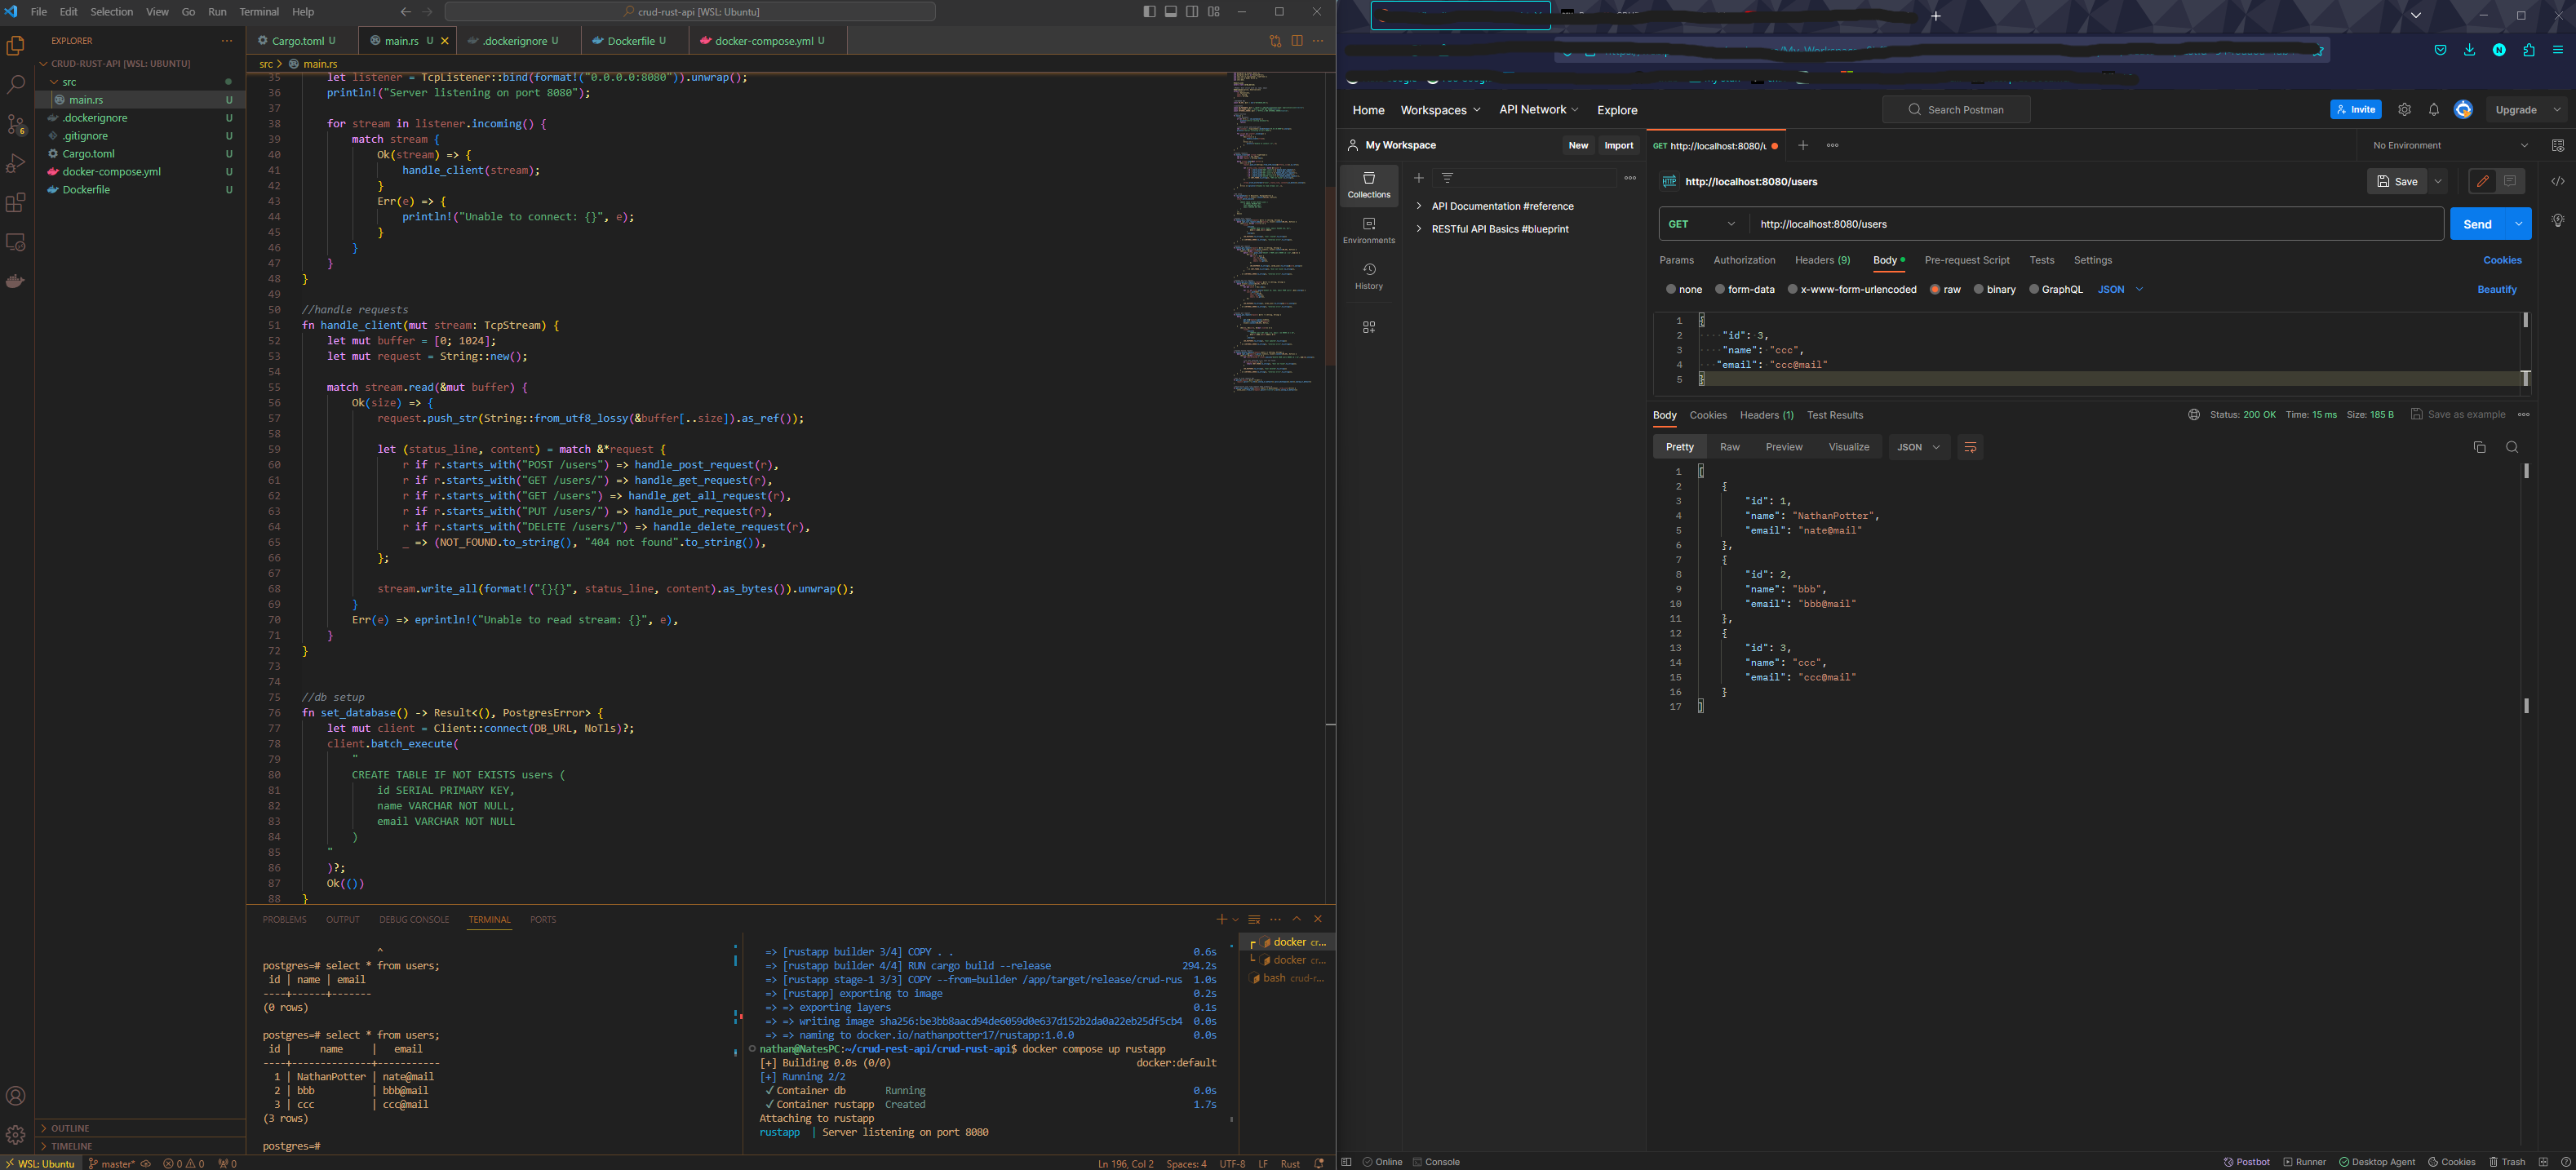 File Edit Selection View Go Run Terminal Help
crud-rest-api [WSL: Ubuntu]
EXPLORER
CRUD-RUST-API [WSL: UBUNTU]
src
main.rs U
.dockerignore U
.gitignore U
Cargo.toml U
docker-compose.yml U
Dockerfile U
OUTLINE
TIMELINE
6
Cargo.toml U main.rs U .dockerignore U Dockerfile U docker-compose.yml U
src > main.rs
35 let listener = TcpListener::bind(format!("0.0.0.0:8080")).unwrap();
36 println!("Server listening on port 8080");
37
38 for stream in listener.incoming() {
39 match stream {
40 Ok(stream) => {
41 handle_client(stream);
42 }
43 Err(e) => {
44 println!("Unable to connect: {}", e);
45 }
46 }
47 }
48 }
49
50 //handle requests
51 fn handle_client(mut stream: TcpStream) {
52 let mut buffer = [0; 1024];
53 let mut request = String::new();
54
55 match stream.read(&mut buffer) {
56 Ok(size) => {
57 request.push_str(String::from_utf8_lossy(&buffer[..size]).as_ref());
58
59 let (status_line, content) = match &*request {
60 r if r.starts_with("POST /users") => handle_post_request(r),
61 r if r.starts_with("GET /users/") => handle_get_request(r),
62 r if r.starts_with("GET /users") => handle_get_all_request(r),
63 r if r.starts_with("PUT /users/") => handle_put_request(r),
64 r if r.starts_with("DELETE /users/") => handle_delete_request(r),
65 _ => (NOT_FOUND.to_string(), "404 not found".to_string()),
66 };
67
68 stream.write_all(format!("{}{}", status_line, content).as_bytes()).unwrap();
69 }
70 Err(e) => eprintln!("Unable to read stream: {}", e),
71 }
72 }
73
74
75 //db setup
76 fn set_database() -> Result<(), PostgresError> {
77 let mut client = Client::connect(DB_URL, NoTls)?;
78 client.batch_execute(
79 "
80 CREATE TABLE IF NOT EXISTS users (
81 id SERIAL PRIMARY KEY,
82 name VARCHAR NOT NULL,
83 email VARCHAR NOT NULL
84 )
85 "
86 )?;
87 Ok(())
88 }
PROBLEMS OUTPUT DEBUG CONSOLE TERMINAL PORTS
^
postgres=# select * from users;
id | name | email
----+------+-------
(0 rows)
postgres=# select * from users;
id | name | email
----+--------------+-----------
1 | NathanPotter | nate@mail
2 | bbb | bbb@mail
3 | ccc | ccc@mail
(3 rows)
postgres=#
=> [rustapp builder 3/4] COPY . . 0.6s
=> [rustapp builder 4/4] RUN cargo build --release 294.2s
=> [rustapp stage-1 3/3] COPY --from=builder /app/target/release/crud-rus 1.0s
=> [rustapp] exporting to image 0.2s
=> => exporting layers 0.1s
=> => writing image sha256:be3bb8aacd94de6059d0e637d152b2da0a22eb25df5cb4 0.0s
=> => naming to docker.io/nathanpotter17/rustapp:1.0.0 0.0s
nathan@NatesPC:~/crud-rest-api/crud-rust-api$ docker compose up rustapp
[+] Building 0.0s (0/0) docker:default
[+] Running 2/2
✓ Container db Running 0.0s
✓ Container rustapp Created 1.7s
Attaching to rustapp
rustapp | Server listening on port 8080
docker cr...
docker cr...
bash crud-r...
WSL: Ubuntu master* 0 0 0 Ln 196, Col 2 Spaces: 4 UTF-8 LF Rust
Home Workspaces API Network Explore
Search Postman
Invite
Upgrade
My Workspace New Import
GET http://localhost:8080/u
No Environment
Collections
Environments
History
API Documentation #reference
RESTful API Basics #blueprint
HTTP http://localhost:8080/users
Save
GET http://localhost:8080/users Send
Params Authorization Headers (9) Body Pre-request Script Tests Settings Cookies
none form-data x-www-form-urlencoded raw binary GraphQL JSON Beautify
1 {
2 "id": 3,
3 "name": "ccc",
4 "email": "ccc@mail"
5 }
Body Cookies Headers (1) Test Results
Status: 200 OK Time: 15 ms Size: 185 B Save as example
Pretty Raw Preview Visualize JSON
1 [
2 {
3 "id": 1,
4 "name": "NathanPotter",
5 "email": "nate@mail"
6 },
7 {
8 "id": 2,
9 "name": "bbb",
10 "email": "bbb@mail"
11 },
12 {
13 "id": 3,
14 "name": "ccc",
15 "email": "ccc@mail"
16 }
17 ]
Online Console
Postbot Runner Desktop Agent Cookies Trash